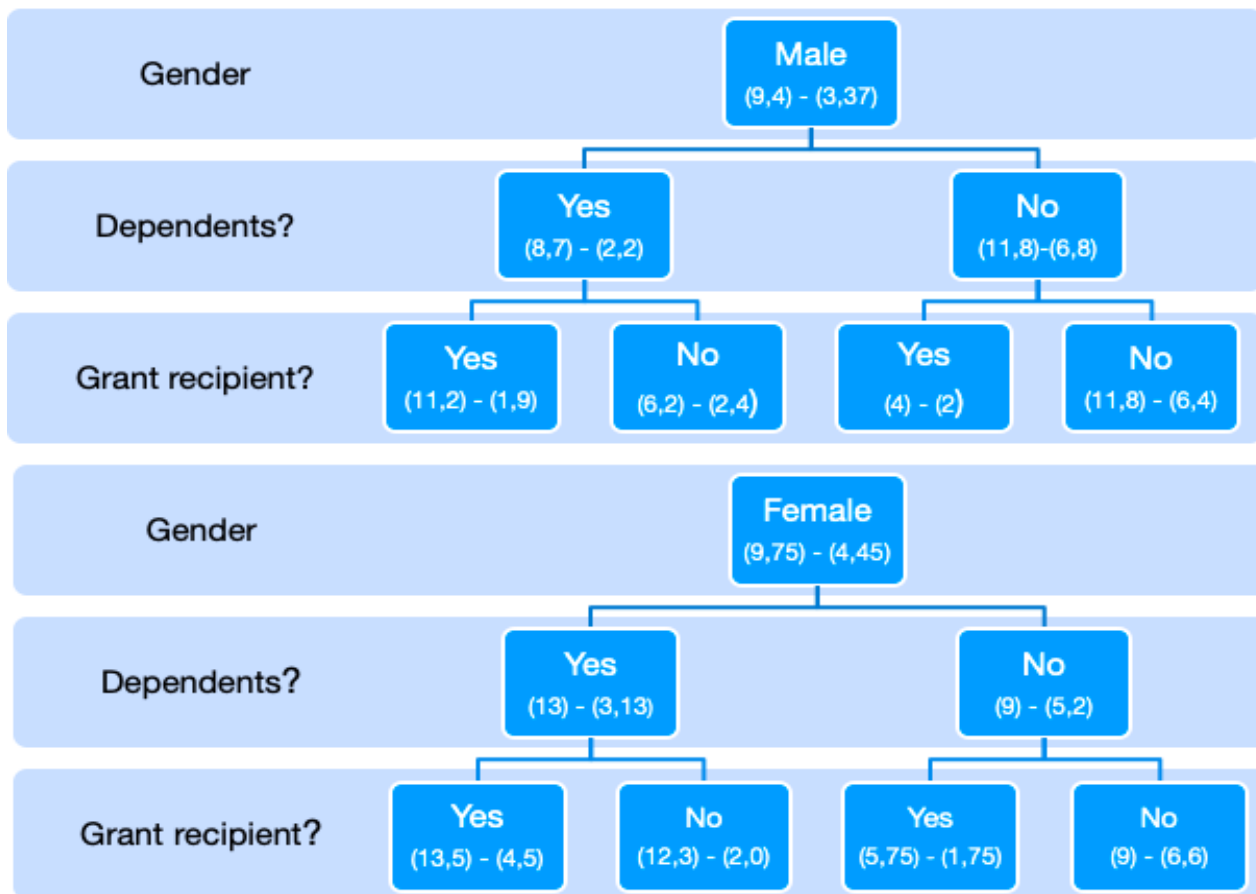 Gender
Male
(9,4) - (3,37)
Dependents?
Yes
(8,7) - (2,2)
No
(11,8)-(6,8)
Grant recipient?
Yes
(11,2) - (1,9)
No
(6,2) - (2,4)
Yes
(4) - (2)
No
(11,8) - (6,4)
Gender
Female
(9,75) - (4,45)
Dependents?
Yes
(13) - (3,13)
No
(9) - (5,2)
Grant recipient?
Yes
(13,5) - (4,5)
No
(12,3) - (2,0)
Yes
(5,75) - (1,75)
No
(9) - (6,6)